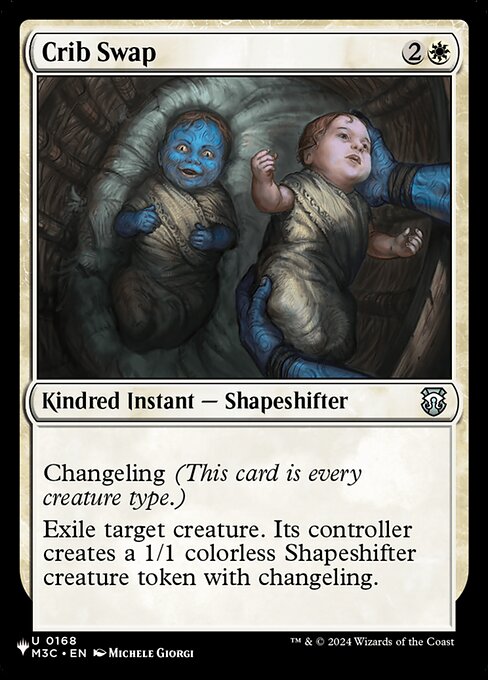 Crib Swap 2
Kindred Instant — Shapeshifter
Changeling (This card is every
creature type.)
Exile target creature. Its controller
creates a 1/1 colorless Shapeshifter
creature token with changeling.
U 0168
M3C • EN Michele Giorgi
™ & © 2024 Wizards of the Coast